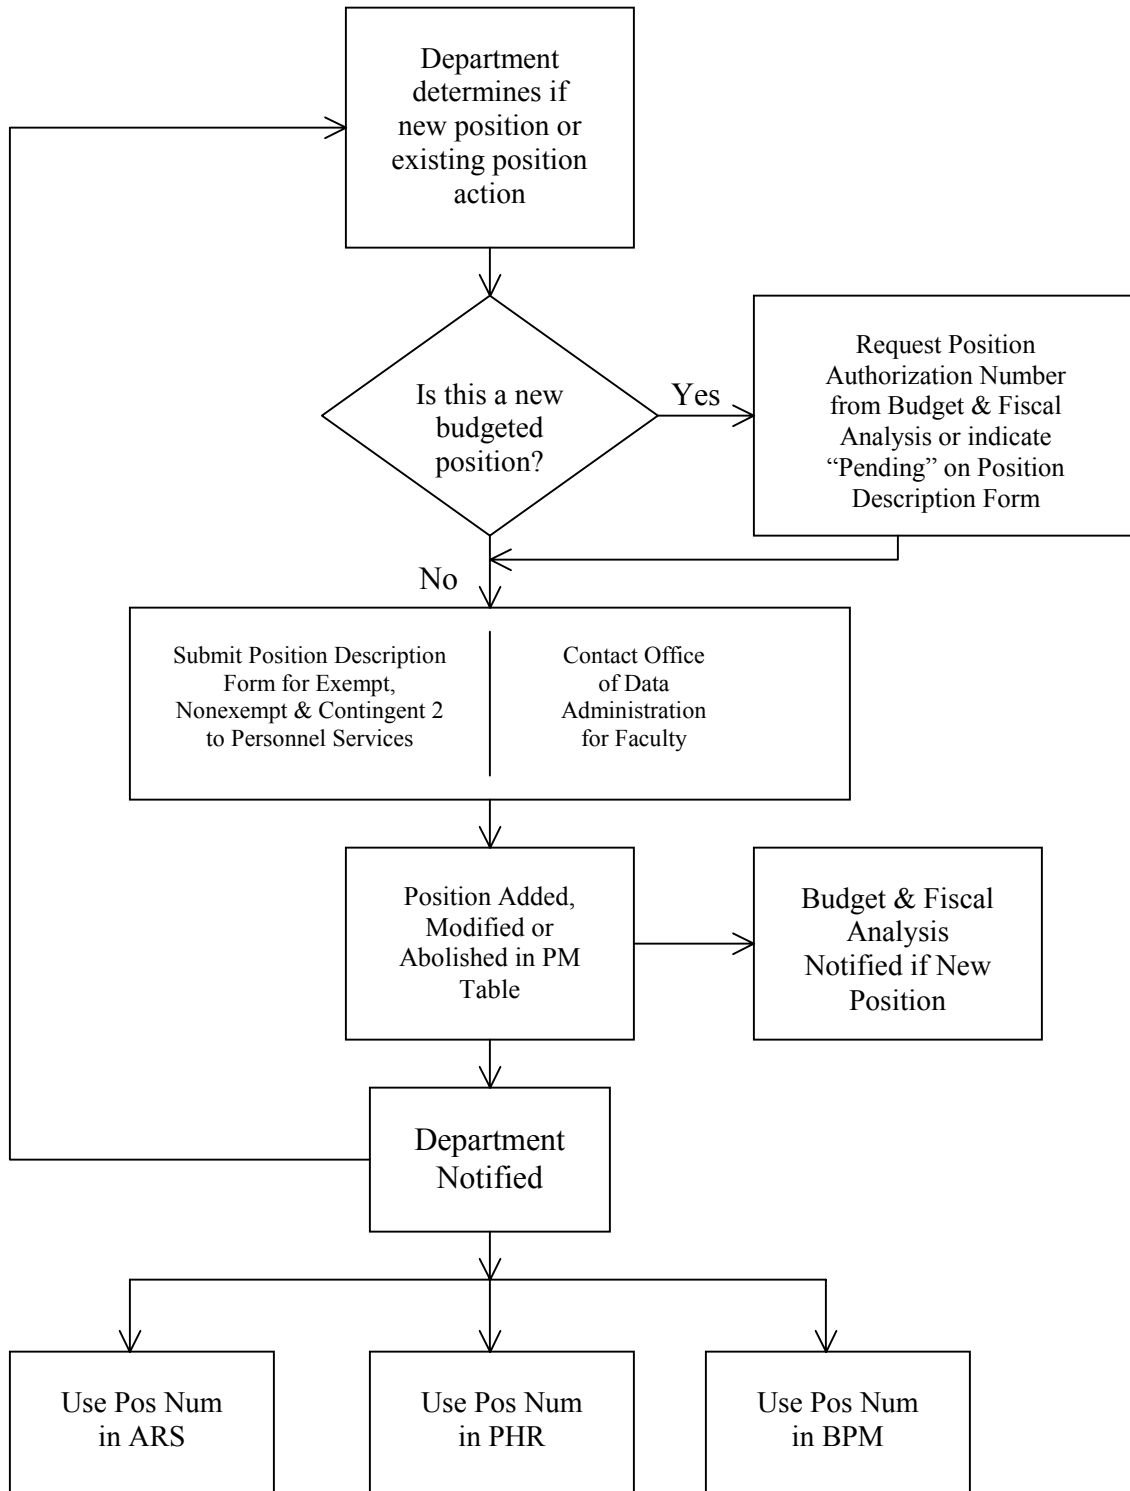 Department
determines if
new position or
existing position
action
Is this a new
budgeted
position?
Yes
Request Position
Authorization Number
from Budget & Fiscal
Analysis or indicate
“Pending” on Position
Description Form
No
Submit Position Description
Form for Exempt,
Nonexempt & Contingent 2
to Personnel Services
Contact Office
of Data
Administration
for Faculty
Position Added,
Modified or
Abolished in PM
Table
Budget & Fiscal
Analysis
Notified if New
Position
Department
Notified
Use Pos Num
in ARS
Use Pos Num
in PHR
Use Pos Num
in BPM